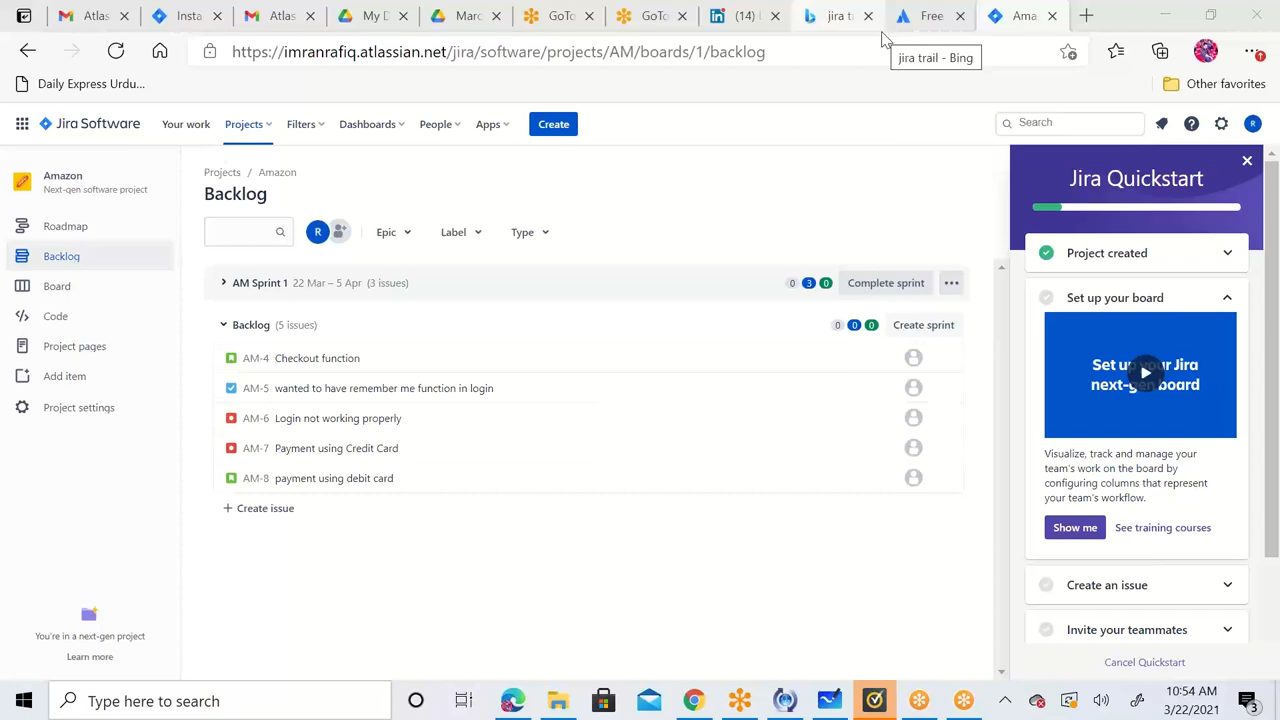 Atlas
Insta
Atlas
My D
Marc
GoTo
GoTo
(14) L
jira t
Free
Ama
https://imranrafiq.atlassian.net/jira/software/projects/AM/boards/1/backlog
jira trail - Bing
Daily Express Urdu...
Other favorites
Jira Software
Your work
Projects
Filters
Dashboards
People
Apps
Create
Search
R
Amazon
Next-gen software project
Roadmap
Backlog
Board
Code
Project pages
Add item
Project settings
You're in a next-gen project
Learn more
Projects / Amazon
Backlog
R
Epic
Label
Type
AM Sprint 1 22 Mar – 5 Apr (3 issues)
0 3 0
Complete sprint
Backlog (5 issues)
0 0 0
Create sprint
AM-4 Checkout function
AM-5 wanted to have remember me function in login
AM-6 Login not working properly
AM-7 Payment using Credit Card
AM-8 payment using debit card
+ Create issue
Jira Quickstart
Project created
Set up your board
Set up your Jira
next-gen board
Visualize, track and manage your
team's work on the board by
configuring columns that represent
your team's workflow.
Show me
See training courses
Create an issue
Invite your teammates
Cancel Quickstart
Type here to search
10:54 AM
3/22/2021
3